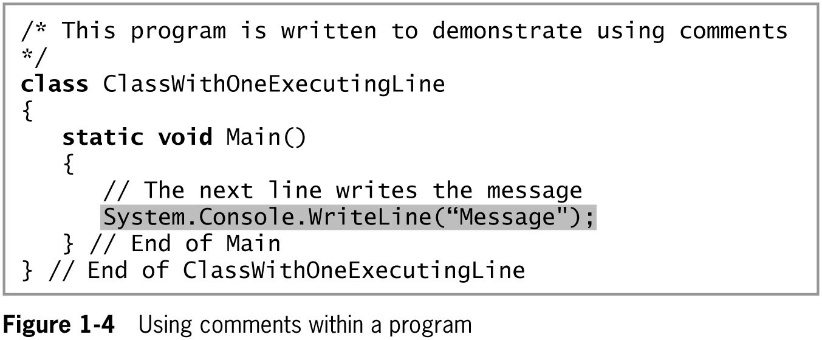 /* This program is written to demonstrate using comments
*/
class ClassWithOneExecutingLine
{
   static void Main()
   {
      // The next line writes the message
      System.Console.WriteLine(“Message");
   } // End of Main
} // End of ClassWithOneExecutingLine
Figure 1-4 Using comments within a program